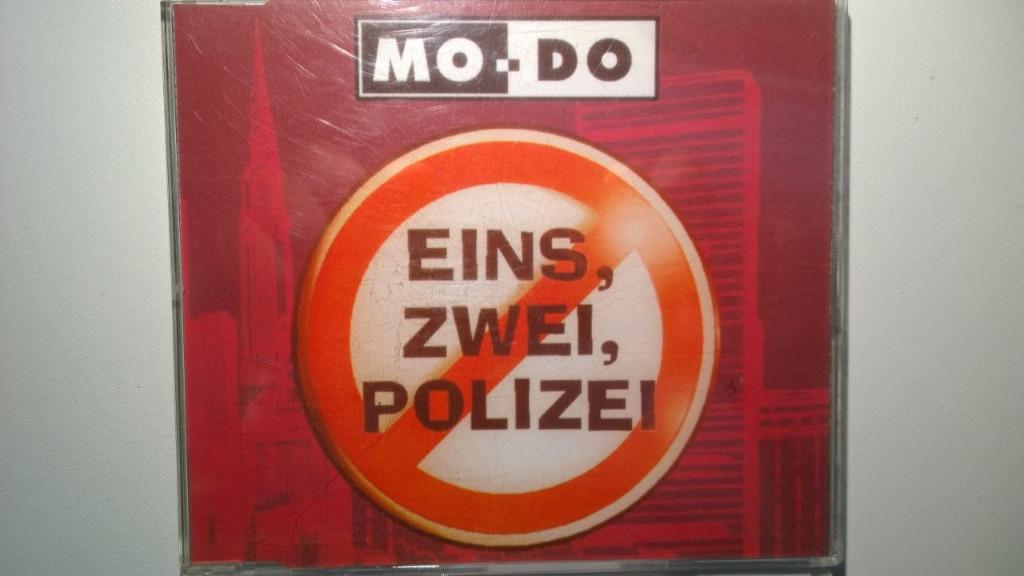 MO-DO
EINS,
ZWEI,
POLIZEI